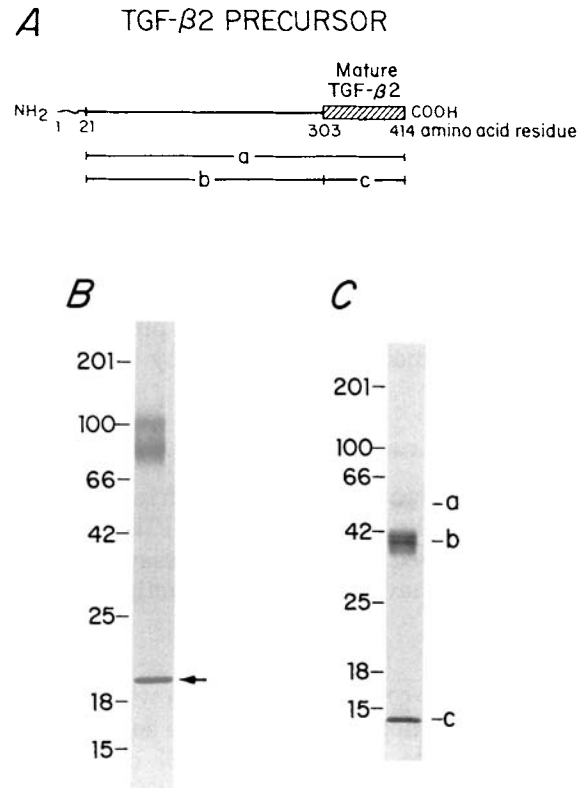 A
TGF-β2 PRECURSOR
Mature
TGF-β2
NH2
COOH
1 21 303 414 amino acid residue
a
b c
B
201
100
66
42
25
18
15
C
201
100
66
42
25
18
15
a
b
c